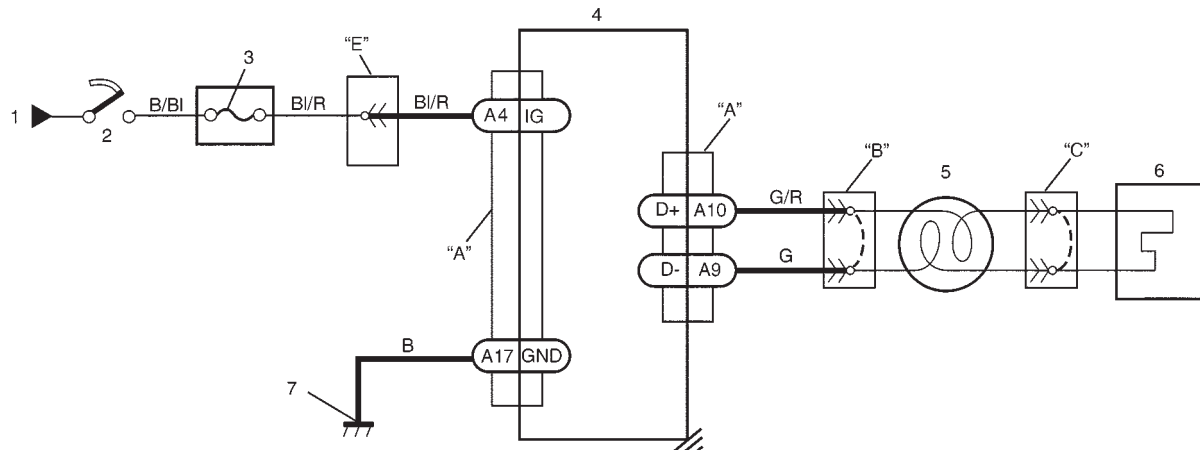 4
"E"
3
1
2
B/Bl
Bl/R
Bl/R
A4 IG
"A"
"B"
5
"C"
6
D+ A10
G/R
"A"
D- A9
G
B
A17 GND
7